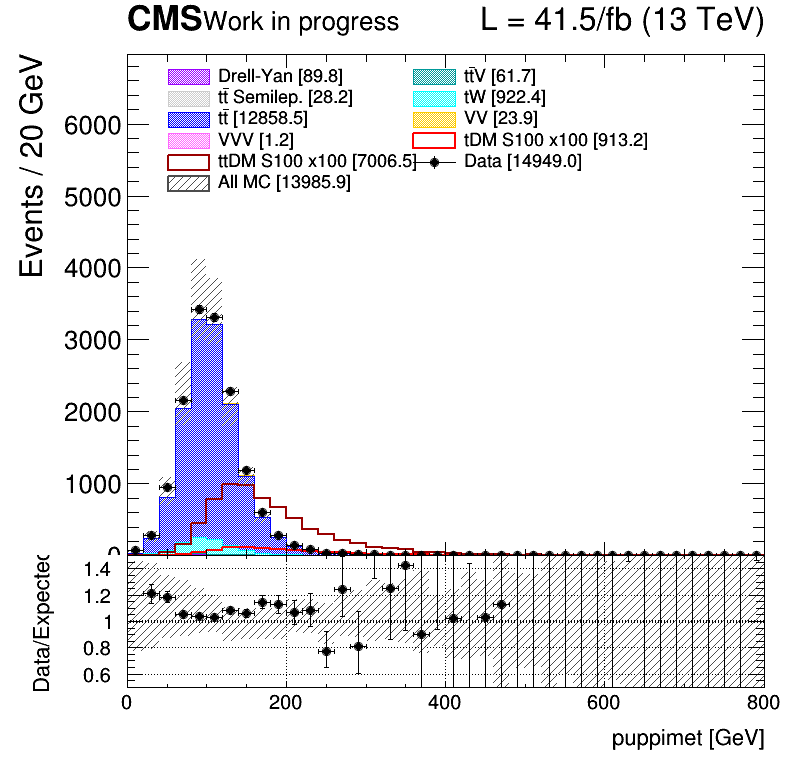 CMS Work in progress L = 41.5/fb (13 TeV)
Drell-Yan [89.8] tt̄V [61.7]
tt̄ Semilep. [28.2] tW [922.4]
tt̄ [12858.5] VV [23.9]
VVV [1.2] tDM S100 x100 [913.2]
ttDM S100 x100 [7006.5] Data [14949.0]
All MC [13985.9]
Events / 20 GeV
6000
5000
4000
3000
2000
1000
0
Data/Expected
1.4
1.2
1
0.8
0.6
0 200 400 600 800
puppimet [GeV]